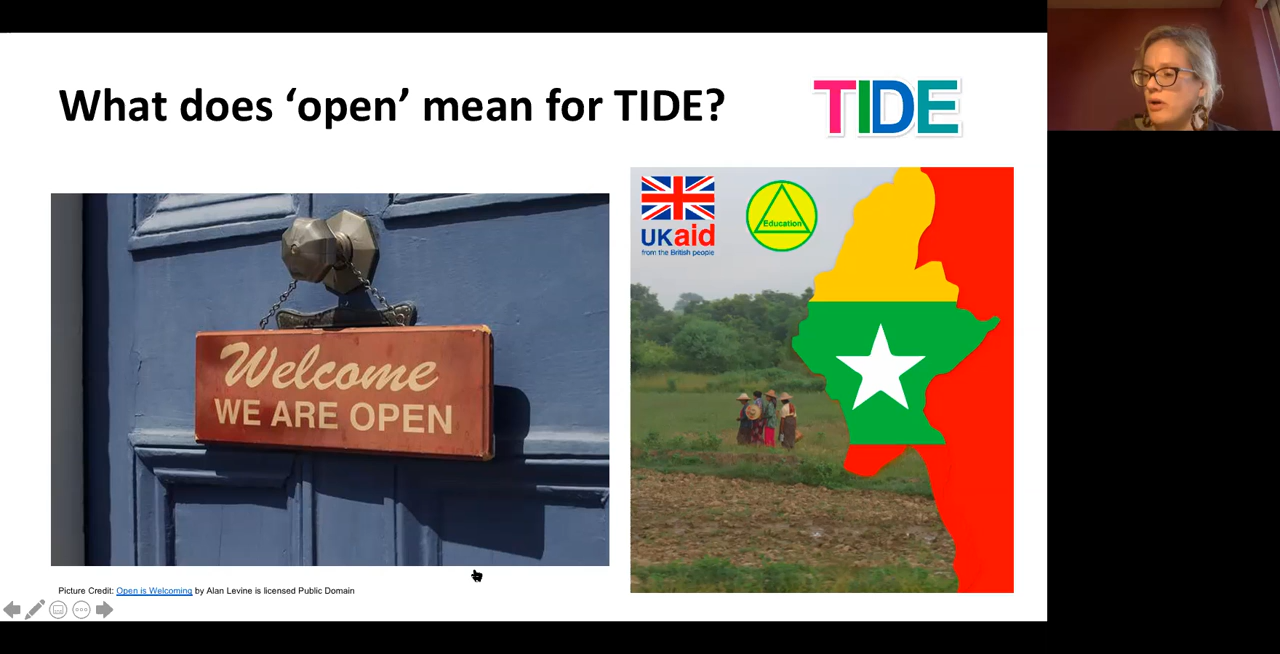 What does ‘open’ mean for TIDE?
TIDE
Welcome
WE ARE OPEN
UKaid
from the British people
Education
Picture Credit: Open is Welcoming by Alan Levine is licensed Public Domain